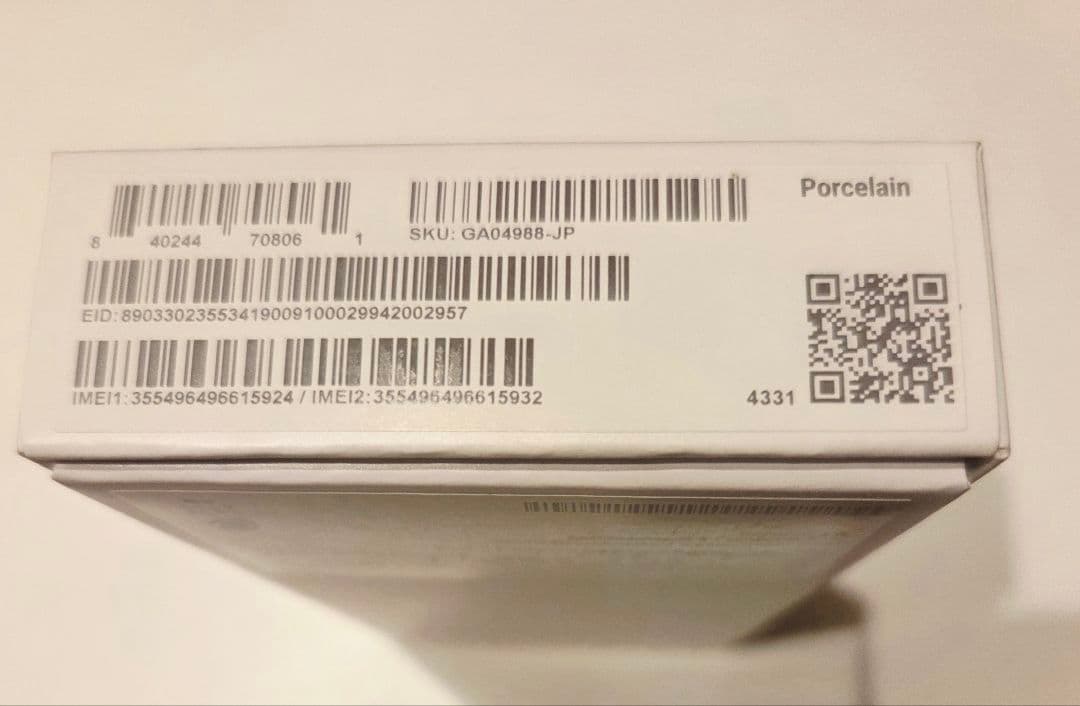 Porcelain
8 40244 70806 1
SKU: GA04988-JP
EID: 89033023553419009100029942002957
IMEI1: 355496496615924 / IMEI2: 355496496615932
4331